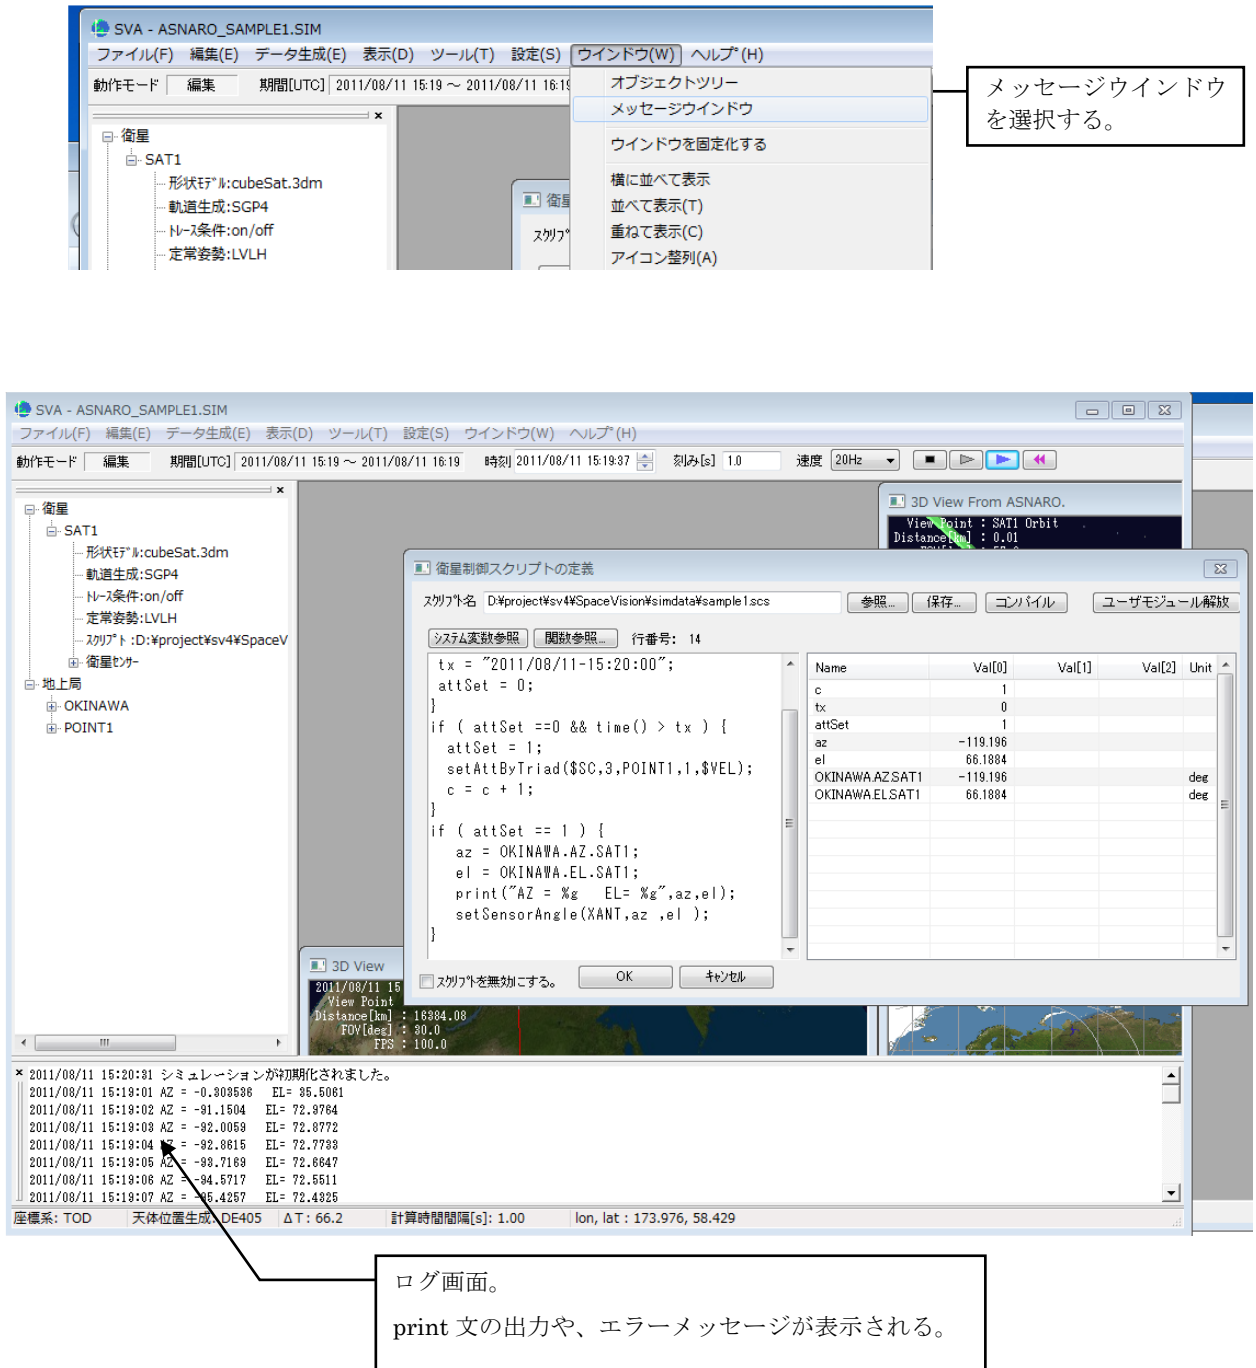 SVA - ASNARO_SAMPLE1.SIM
ファイル(F) 編集(E) データ生成(E) 表示(D) ツール(T) 設定(S) ウインドウ(W) ヘルプ(H)
動作モード 編集 期間[UTC] 2011/08/11 15:19 ～ 2011/08/11 16:19
オブジェクトツリー
メッセージウインドウ
ウインドウを固定化する
横に並べて表示
並べて表示(T)
重ねて表示(C)
アイコン整列(A)
メッセージウインドウ
を選択する。
衛星
SAT1
形状ﾓﾃﾞﾙ:cubeSat.3dm
軌道生成:SGP4
ﾄﾚｰｽ条件:on/off
定常姿勢:LVLH
衛星
ｽｸﾘﾌﾟ
SVA - ASNARO_SAMPLE1.SIM
ファイル(F) 編集(E) データ生成(E) 表示(D) ツール(T) 設定(S) ウインドウ(W) ヘルプ(H)
動作モード 編集 期間[UTC] 2011/08/11 15:19 ～ 2011/08/11 16:19 時刻 2011/08/11 15:19:37 刻み[s] 1.0 速度 20Hz
衛星
SAT1
形状ﾓﾃﾞﾙ:cubeSat.3dm
軌道生成:SGP4
ﾄﾚｰｽ条件:on/off
定常姿勢:LVLH
ｽｸﾘﾌﾟﾄ:D:¥project¥sv4¥SpaceV
衛星ｾﾝｻｰ
地上局
OKINAWA
POINT1
3D View From ASNARO.
View Point : SAT1 Orbit
Distance[km] : 0.01
衛星制御スクリプトの定義
ｽｸﾘﾌﾟﾄ名 D:¥project¥sv4¥SpaceVision¥simdata¥sample1.scs 参照... 保存... コンパイル ユーザモジュール解放
システム変数参照 関数参照... 行番号: 14
tx = "2011/08/11-15:20:00";
attSet = 0;
}
if ( attSet ==0 && time() > tx ) {
attSet = 1;
setAttByTriad($SC,3,POINT1,1,$VEL);
c = c + 1;
}
if ( attSet == 1 ) {
az = OKINAWA.AZ.SAT1;
el = OKINAWA.EL.SAT1;
print("AZ = %g EL= %g",az,el);
setSensorAngle(XANT,az ,el );
}
Name Val[0] Val[1] Val[2] Unit
c 1
tx 0
attSet 1
az -119.196
el 66.1884
OKINAWA.AZ.SAT1 -119.196 deg
OKINAWA.EL.SAT1 66.1884 deg
ｽｸﾘﾌﾟﾄを無効にする。 OK ｷｬﾝｾﾙ
3D View
2011/08/11 15
View Point
Distance[km] : 16384.08
FOV[deg] : 30.0
FPS : 100.0
2011/08/11 15:20:31 シミュレーションが初期化されました。
2011/08/11 15:19:01 AZ = -0.303536 EL= 35.5061
2011/08/11 15:19:02 AZ = -91.1504 EL= 72.9764
2011/08/11 15:19:03 AZ = -92.0059 EL= 72.8772
2011/08/11 15:19:04 AZ = -92.8615 EL= 72.7733
2011/08/11 15:19:05 AZ = -93.7169 EL= 72.6647
2011/08/11 15:19:06 AZ = -94.5717 EL= 72.5511
2011/08/11 15:19:07 AZ = -95.4257 EL= 72.4325
座標系: TOD 天体位置生成: DE405 ΔT : 66.2 計算時間間隔[s]: 1.00 lon, lat : 173.976, 58.429
ログ画面。
print 文の出力や、エラーメッセージが表示される。